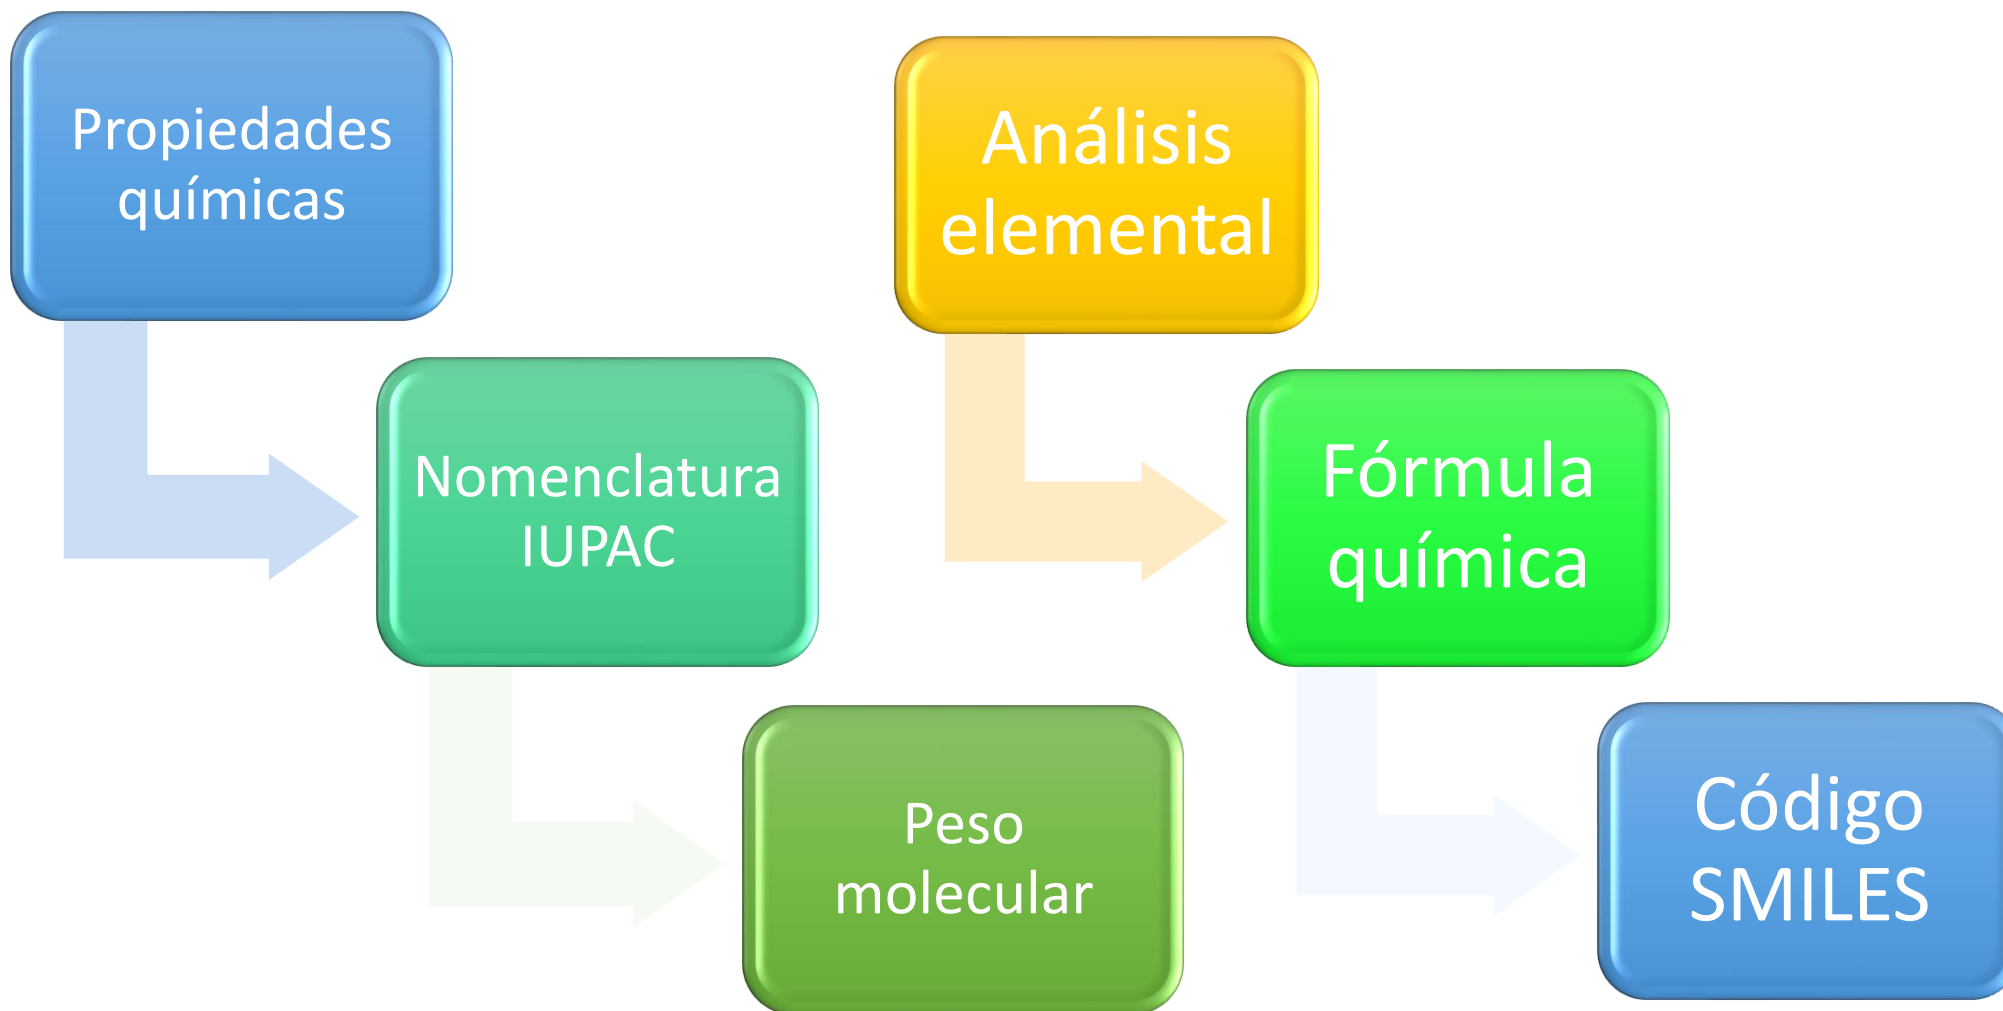 Propiedades
químicas
Nomenclatura
IUPAC
Peso
molecular
Análisis
elemental
Fórmula
química
Código
SMILES